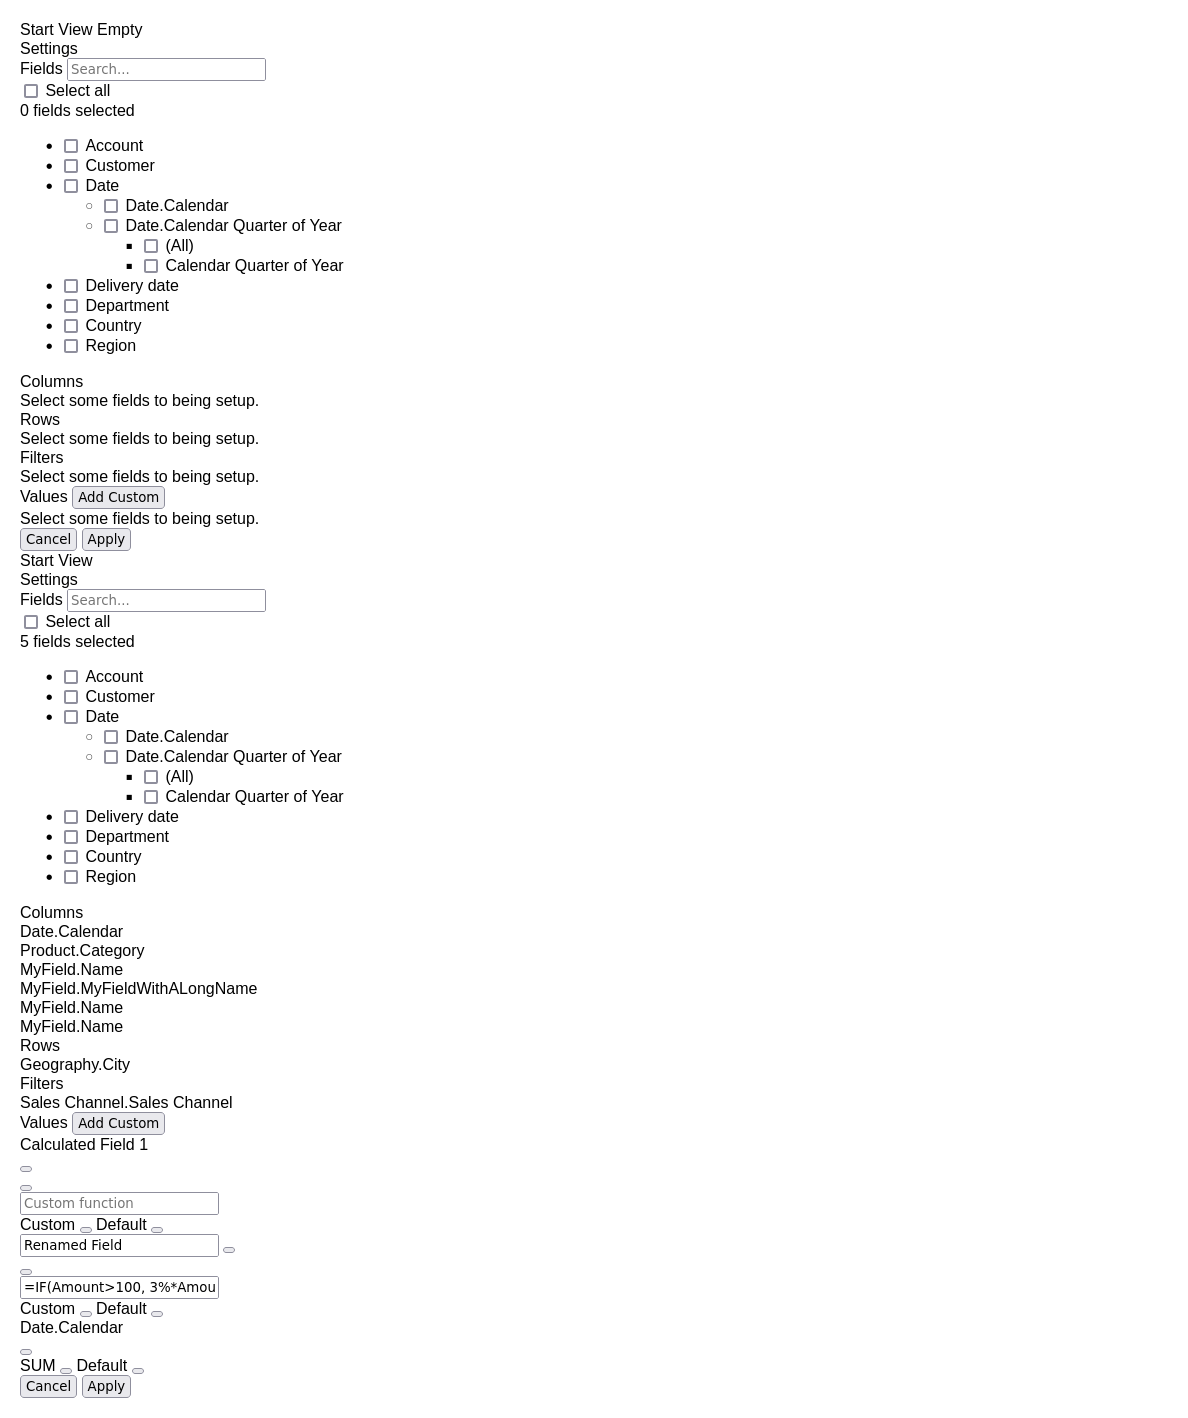 Start View Empty
Settings
Fields Search...
Select all
0 fields selected
Account
Customer
Date
Date.Calendar
Date.Calendar Quarter of Year
(All)
Calendar Quarter of Year
Delivery date
Department
Country
Region
Columns
Select some fields to being setup.
Rows
Select some fields to being setup.
Filters
Select some fields to being setup.
Values Add Custom
Select some fields to being setup.
Cancel Apply
Start View
Settings
Fields Search...
Select all
5 fields selected
Account
Customer
Date
Date.Calendar
Date.Calendar Quarter of Year
(All)
Calendar Quarter of Year
Delivery date
Department
Country
Region
Columns
Date.Calendar
Product.Category
MyField.Name
MyField.MyFieldWithALongName
MyField.Name
MyField.Name
Rows
Geography.City
Filters
Sales Channel.Sales Channel
Values Add Custom
Calculated Field 1
Custom function
Custom Default
Renamed Field
=IF(Amount>100, 3%*Amou
Custom Default
Date.Calendar
SUM Default
Cancel Apply